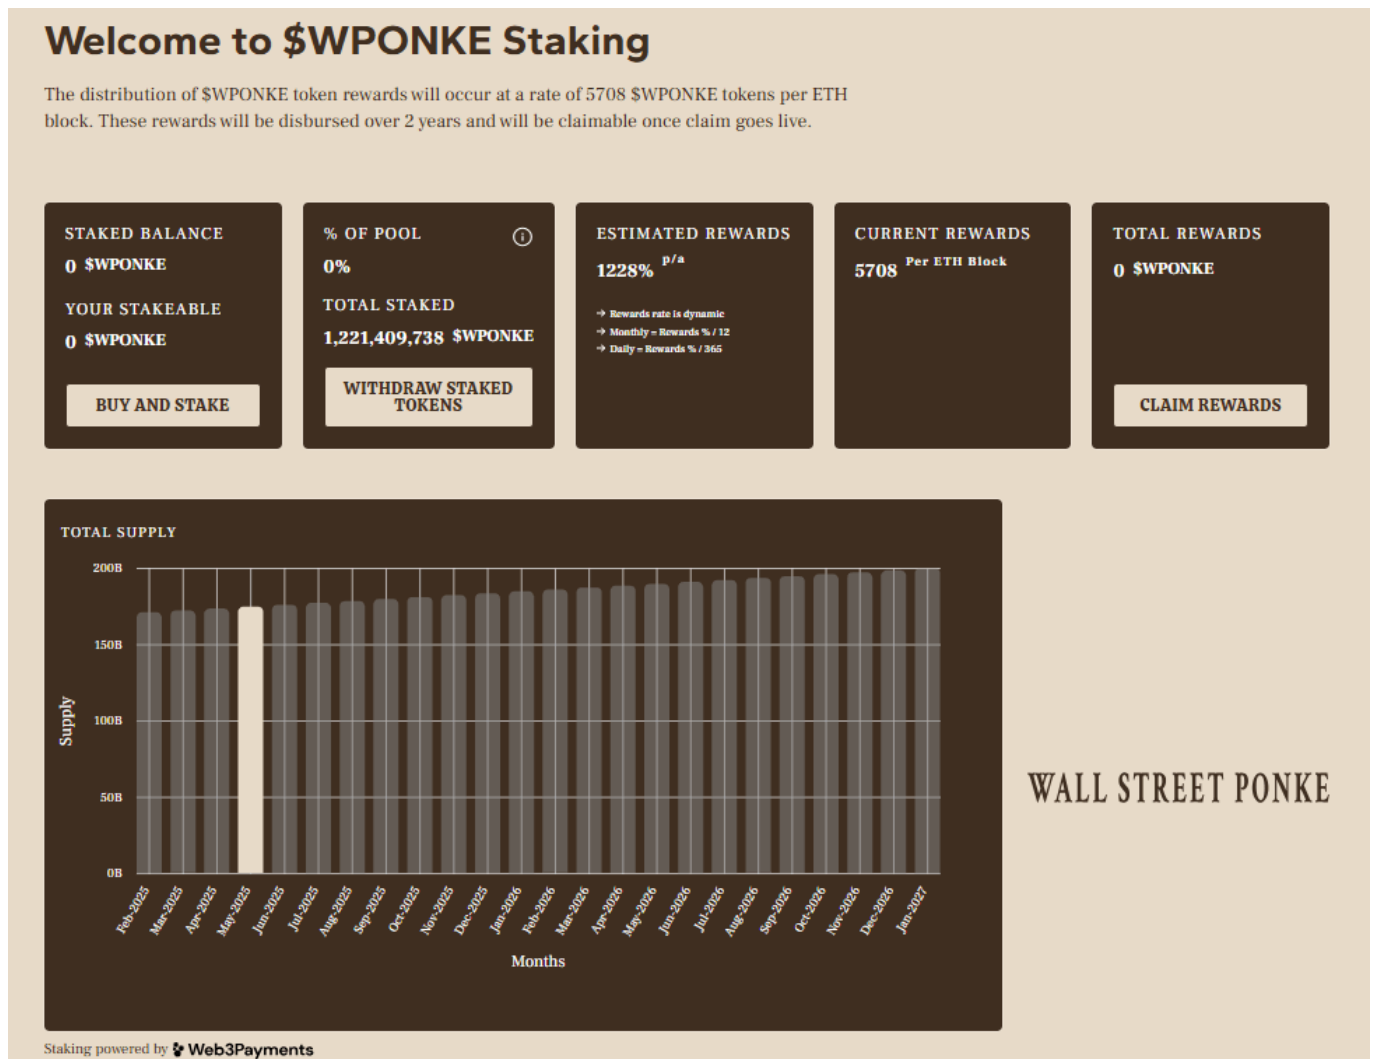 Welcome to $WPONKE Staking
The distribution of $WPONKE token rewards will occur at a rate of 5708 $WPONKE tokens per ETH
block. These rewards will be disbursed over 2 years and will be claimable once claim goes live.
STAKED BALANCE
0 $WPONKE
YOUR STAKEABLE
0 $WPONKE
BUY AND STAKE
% OF POOL
0%
TOTAL STAKED
1,221,409,738 $WPONKE
WITHDRAW STAKED
TOKENS
ESTIMATED REWARDS
1228% p/a
→ Rewards rate is dynamic
→ Monthly = Rewards % / 12
→ Daily = Rewards % / 365
CURRENT REWARDS
5708 Per ETH Block
TOTAL REWARDS
0 $WPONKE
CLAIM REWARDS
TOTAL SUPPLY
200B
150B
100B
50B
0B
Supply
Feb-2025
Mar-2025
Apr-2025
May-2025
Jun-2025
Jul-2025
Aug-2025
Sep-2025
Oct-2025
Nov-2025
Dec-2025
Jan-2026
Feb-2026
Mar-2026
Apr-2026
May-2026
Jun-2026
Jul-2026
Aug-2026
Sep-2026
Oct-2026
Nov-2026
Dec-2026
Jan-2027
Months
WALL STREET PONKE
Staking powered by Web3Payments